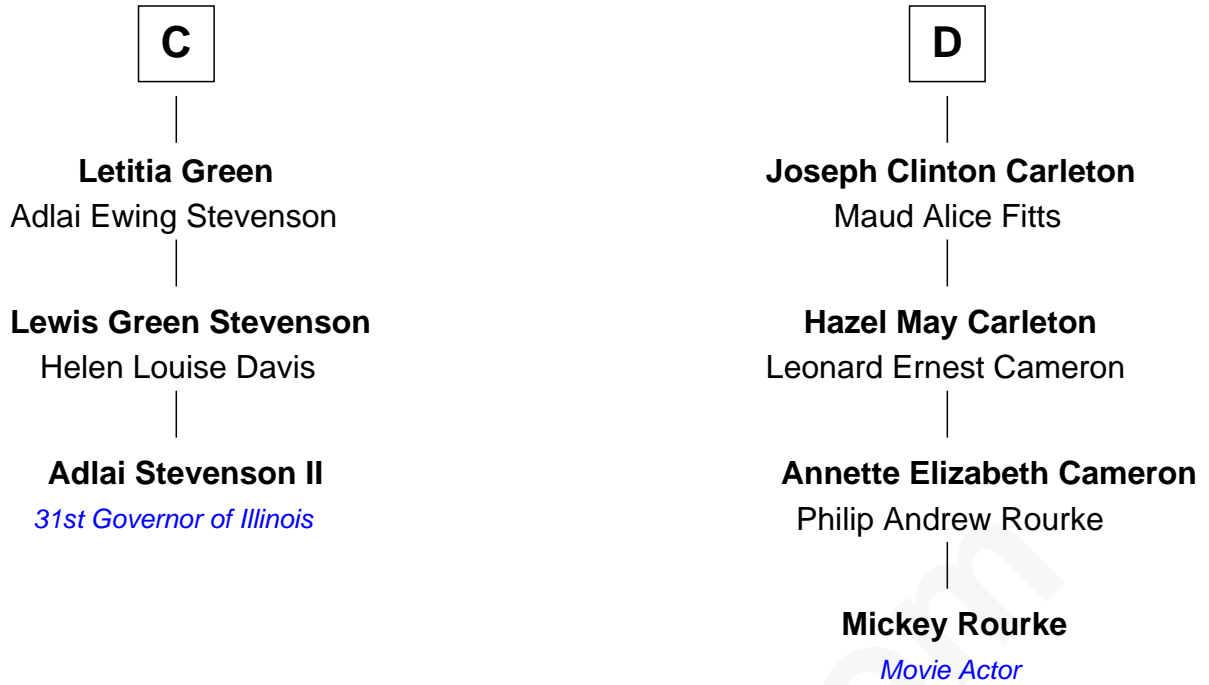 C
Letitia Green
Adlai Ewing Stevenson
Lewis Green Stevenson
Helen Louise Davis
Adlai Stevenson II
31st Governor of Illinois
D
Joseph Clinton Carleton
Maud Alice Fitts
Hazel May Carleton
Leonard Ernest Cameron
Annette Elizabeth Cameron
Philip Andrew Rourke
Mickey Rourke
Movie Actor